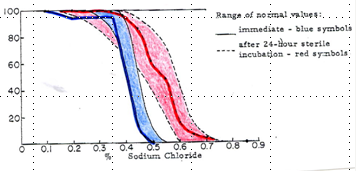 Range of normal values:
immediate - blue symbols
after 24-hour sterile
incubation - red symbols
100
80
60
40
20
0 0.1 0.2 0.3 0.4 0.5 0.6 0.7 0.8 0.9
% Sodium Chloride